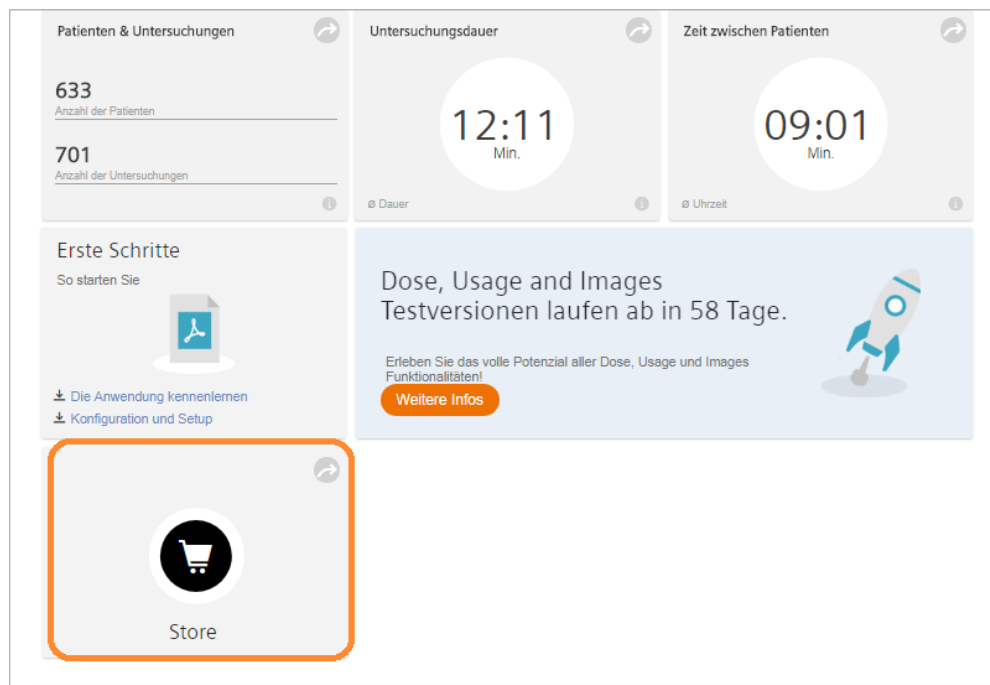 Patienten & Untersuchungen
633
Anzahl der Patienten
701
Anzahl der Untersuchungen
Untersuchungsdauer
12:11
Min.
ø Dauer
Zeit zwischen Patienten
09:01
Min.
ø Uhrzeit
Erste Schritte
So starten Sie
Die Anwendung kennenlernen
Konfiguration und Setup
Dose, Usage and Images
Testversionen laufen ab in 58 Tage.
Erleben Sie das volle Potenzial aller Dose, Usage und Images
Funktionalitäten!
Weitere Infos
Store